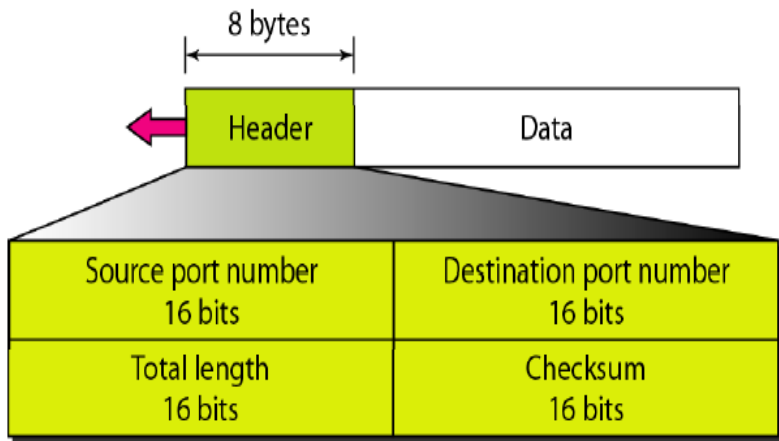 8 bytes
Header
Data
Source port number
16 bits
Destination port number
16 bits
Total length
16 bits
Checksum
16 bits